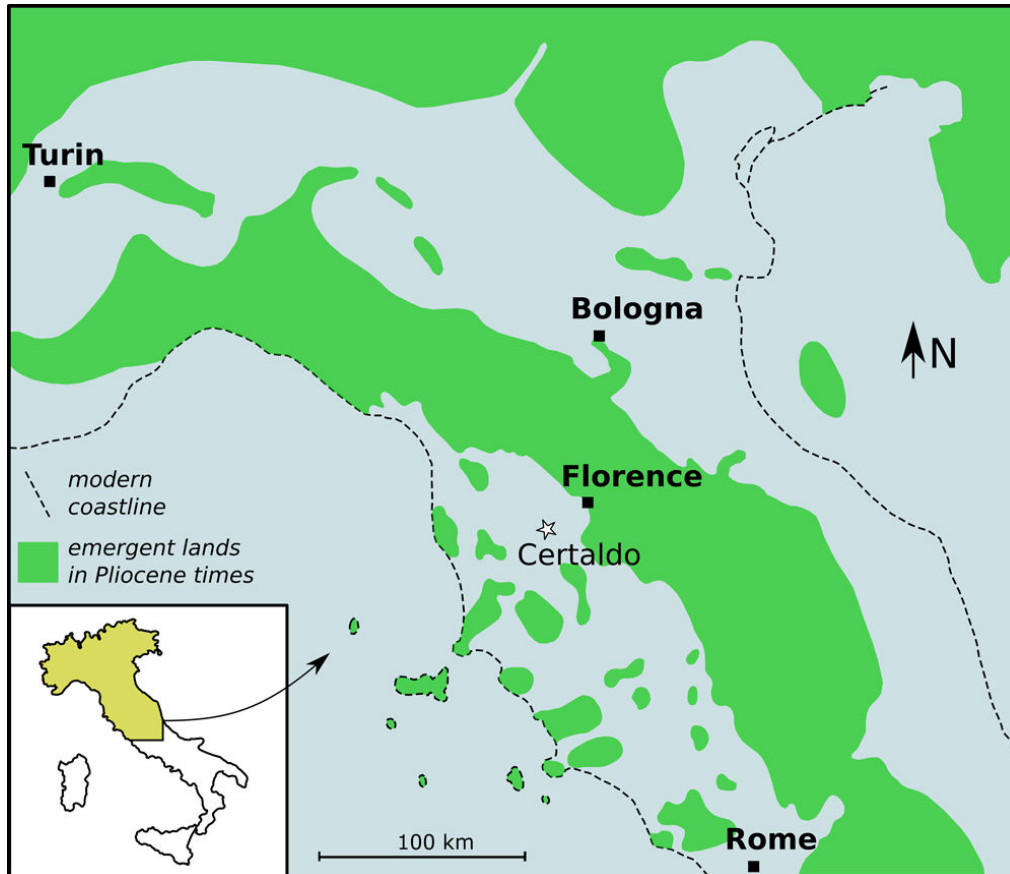 Turin
Bologna
N
Florence
Certaldo
modern
coastline
emergent lands
in Pliocene times
100 km
Rome